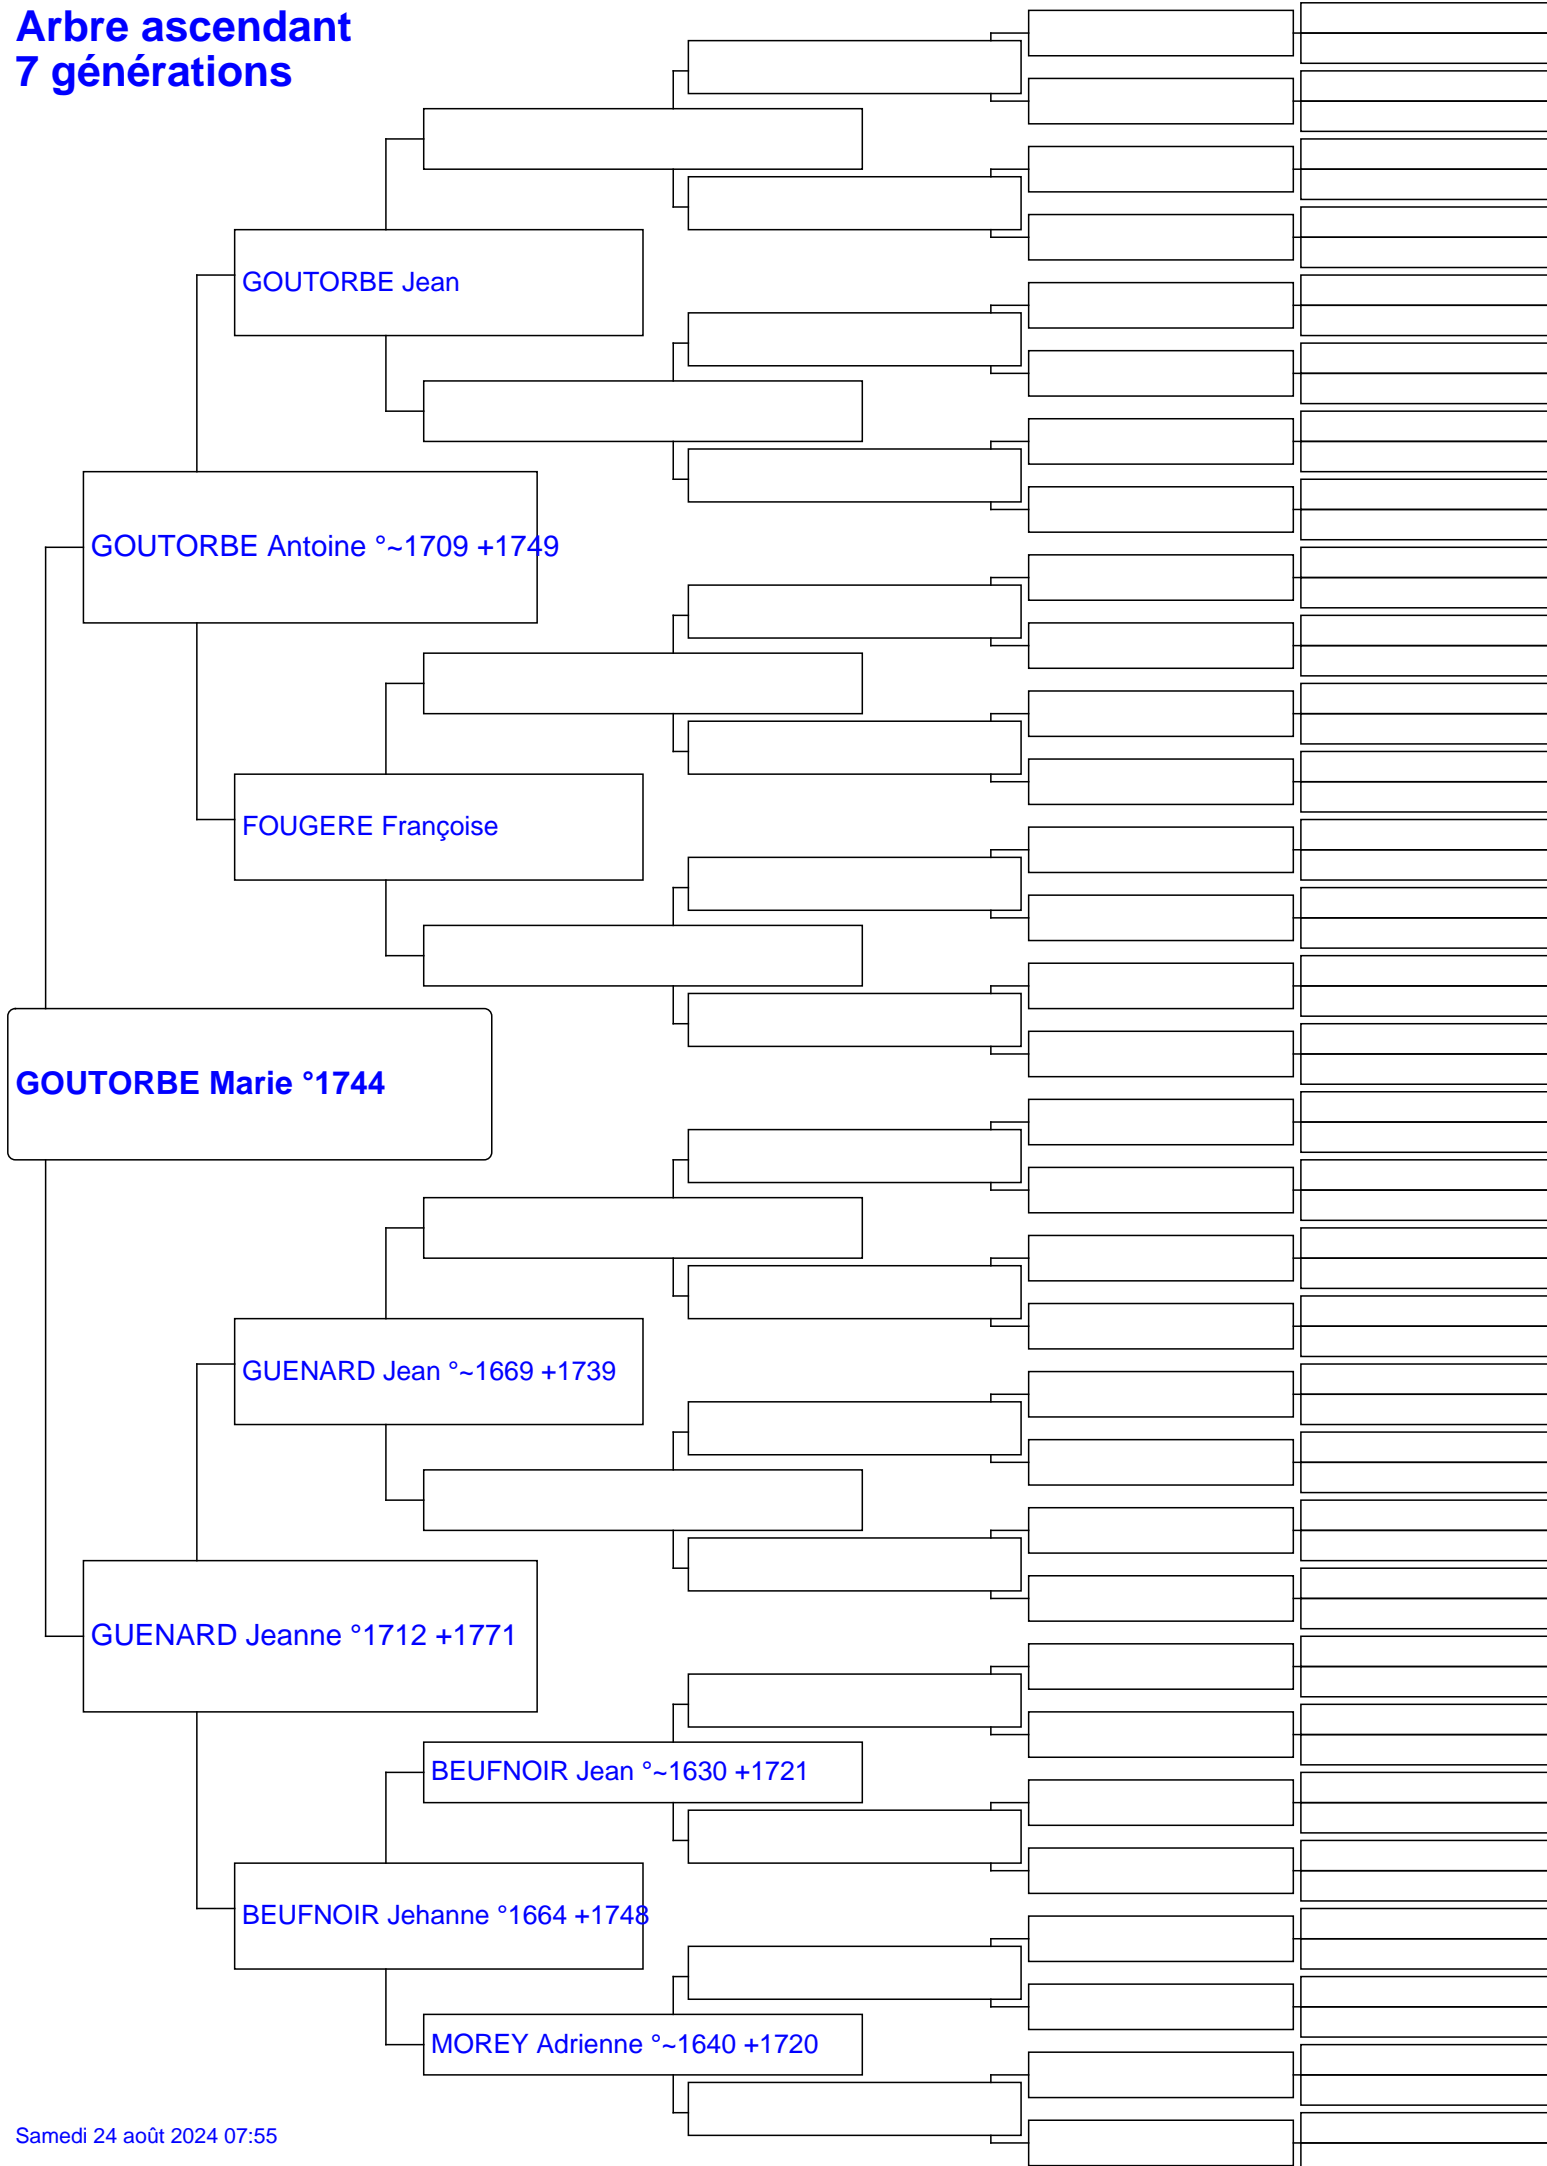 Arbre ascendant
7 générations
GOUTORBE Jean
GOUTORBE Antoine °~1709 +1749
FOUGERE Françoise
GOUTORBE Marie °1744
GUENARD Jean °~1669 +1739
GUENARD Jeanne °1712 +1771
BEUFNOIR Jean °~1630 +1721
BEUFNOIR Jehanne °1664 +1748
MOREY Adrienne °~1640 +1720
Samedi 24 août 2024 07:55